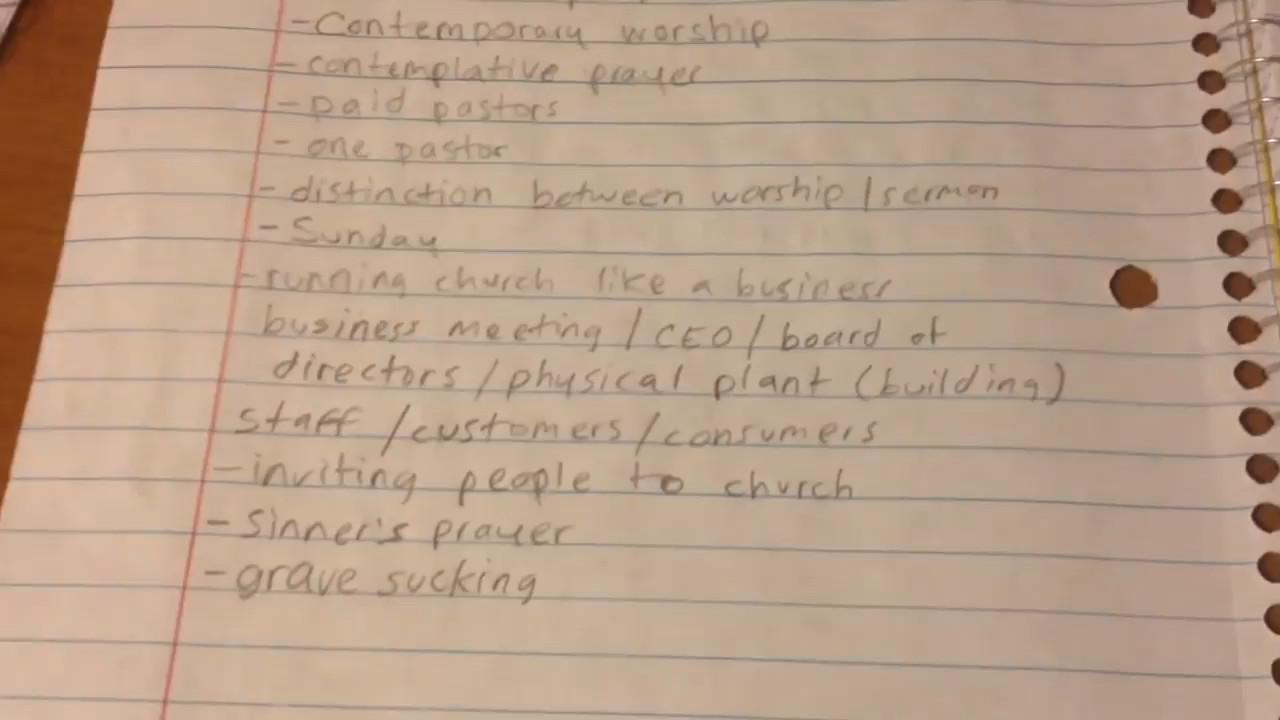 -Contemporary worship
-contemplative prayer
-paid pastors
- one pastor
-distinction between worship/sermon
-Sunday
-running church like a business
business meeting/CEO/board of
directors/physical plant (building)
staff/customers/consumers
-inviting people to church
-sinner's prayer
-grave sucking